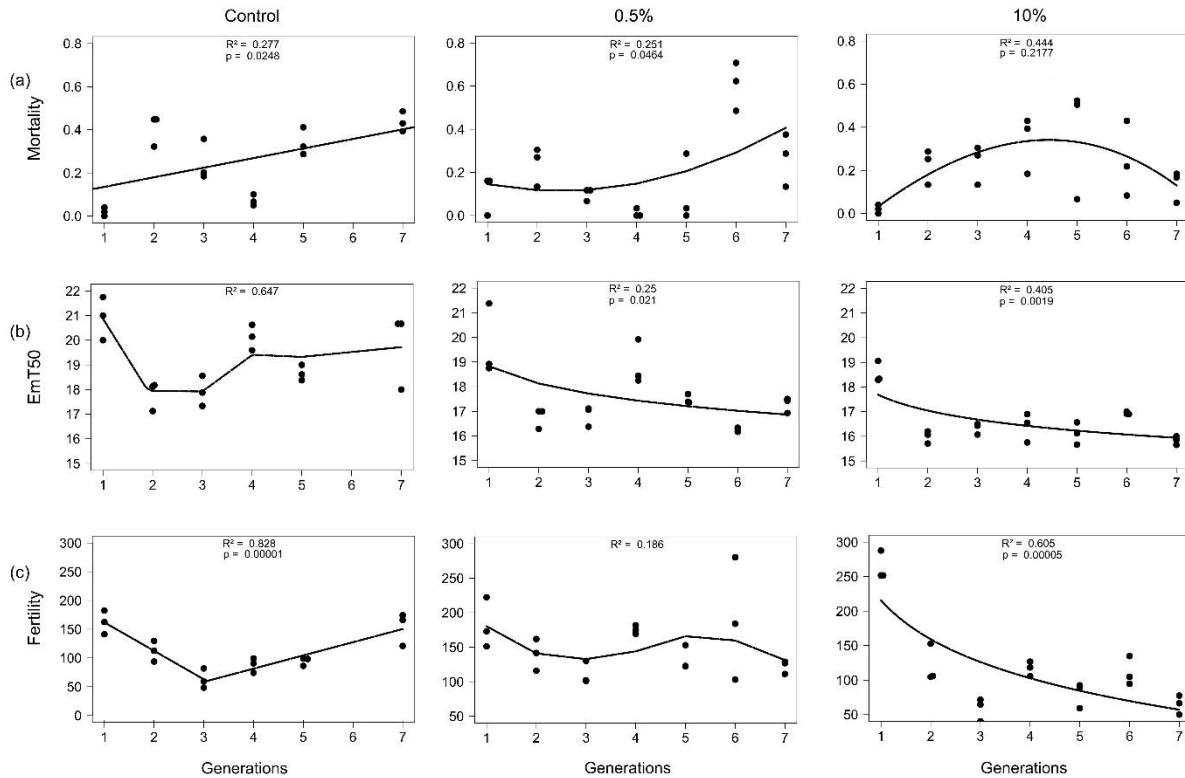 Control 0.5% 10%
(a)
Mortality
R² = 0.277
p = 0.0248
0.8
0.6
0.4
0.2
0.0
1 2 3 4 5 6 7
R² = 0.251
p = 0.0464
0.8
0.6
0.4
0.2
0.0
1 2 3 4 5 6 7
R² = 0.444
p = 0.2177
0.8
0.6
0.4
0.2
0.0
1 2 3 4 5 6 7
(b)
EmT50
R² = 0.647
22
21
20
19
18
17
16
15
1 2 3 4 5 6 7
R² = 0.25
p = 0.021
22
21
20
19
18
17
16
15
1 2 3 4 5 6 7
R² = 0.405
p = 0.0019
22
21
20
19
18
17
16
15
1 2 3 4 5 6 7
(c)
Fertility
R² = 0.828
p = 0.00001
300
250
200
150
100
50
0
1 2 3 4 5 6 7
Generations
R² = 0.186
300
250
200
150
100
50
1 2 3 4 5 6 7
Generations
R² = 0.605
p = 0.00005
300
250
200
150
100
50
1 2 3 4 5 6 7
Generations